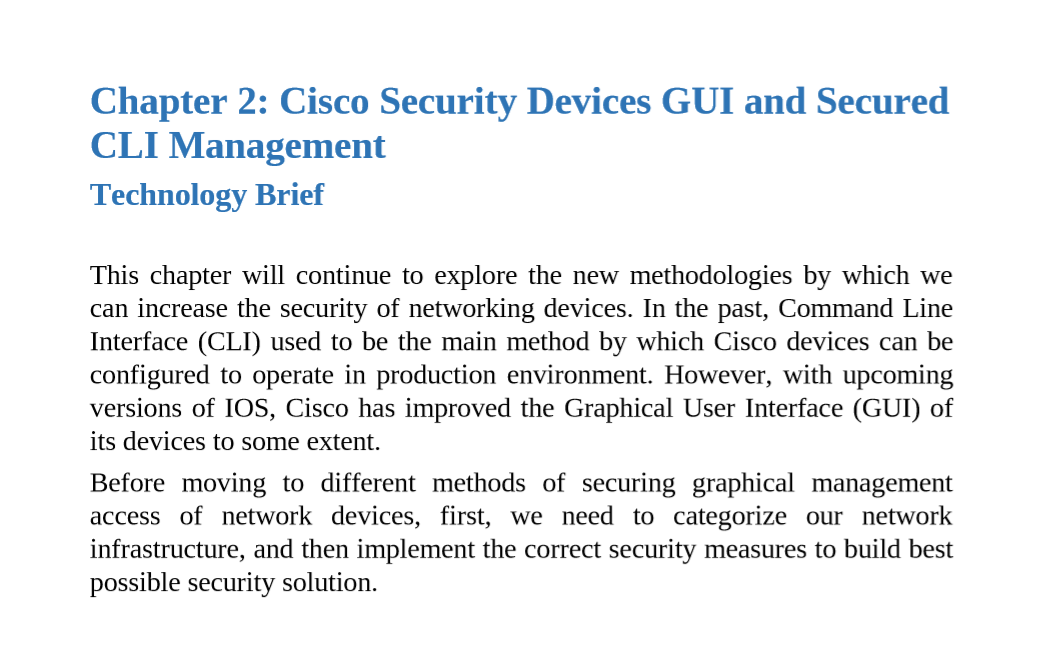 Chapter 2: Cisco Security Devices GUI and Secured
CLI Management
Technology Brief
This chapter will continue to explore the new methodologies by which we
can increase the security of networking devices. In the past, Command Line
Interface (CLI) used to be the main method by which Cisco devices can be
configured to operate in production environment. However, with upcoming
versions of IOS, Cisco has improved the Graphical User Interface (GUI) of
its devices to some extent.
Before moving to different methods of securing graphical management
access of network devices, first, we need to categorize our network
infrastructure, and then implement the correct security measures to build best
possible security solution.